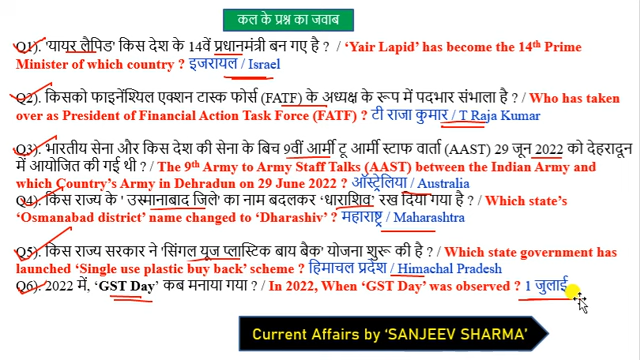 कल के प्रश्न का जवाब
Q1). 'यायर लैपिड' किस देश के 14वें प्रधानमंत्री बन गए है ? / ‘Yair Lapid’ has become the 14th Prime
Minister of which country ? इजरायल / Israel
Q2). किसको फाइनेंश्यिल एक्शन टास्क फोर्स (FATF) के अध्यक्ष के रूप में पदभार संभाला है ? / Who has taken
over as President of Financial Action Task Force (FATF) ? टी राजा कुमार / T Raja Kumar
Q3). भारतीय सेना और किस देश की सेना के बिच 9वीं आर्मी टू आर्मी स्टाफ वार्ता (AAST) 29 जून 2022 को देहरादून
में आयोजित की गई थी ? / The 9th Army to Army Staff Talks (AAST) between the Indian Army and
which Country’s Army in Dehradun on 29 June 2022 ? ऑस्ट्रेलिया / Australia
Q4). किस राज्य के ' उस्मानाबाद जिले' का नाम बदलकर ‘धाराशिव’ रख दिया गया है ? / Which state’s
‘Osmanabad district’ name changed to ‘Dharashiv’ ? महाराष्ट्र / Maharashtra
Q5). किस राज्य सरकार ने ‘सिंगल यूज प्लास्टिक बाय बैक’ योजना शुरू की है ? / Which state government has
launched ‘Single use plastic buy back’ scheme ? हिमाचल प्रदेश / Himachal Pradesh
Q6). 2022 में, ‘GST Day’ कब मनाया गया ? / In 2022, When ‘GST Day’ was observed ? 1 जुलाई
Current Affairs by ‘SANJEEV SHARMA’